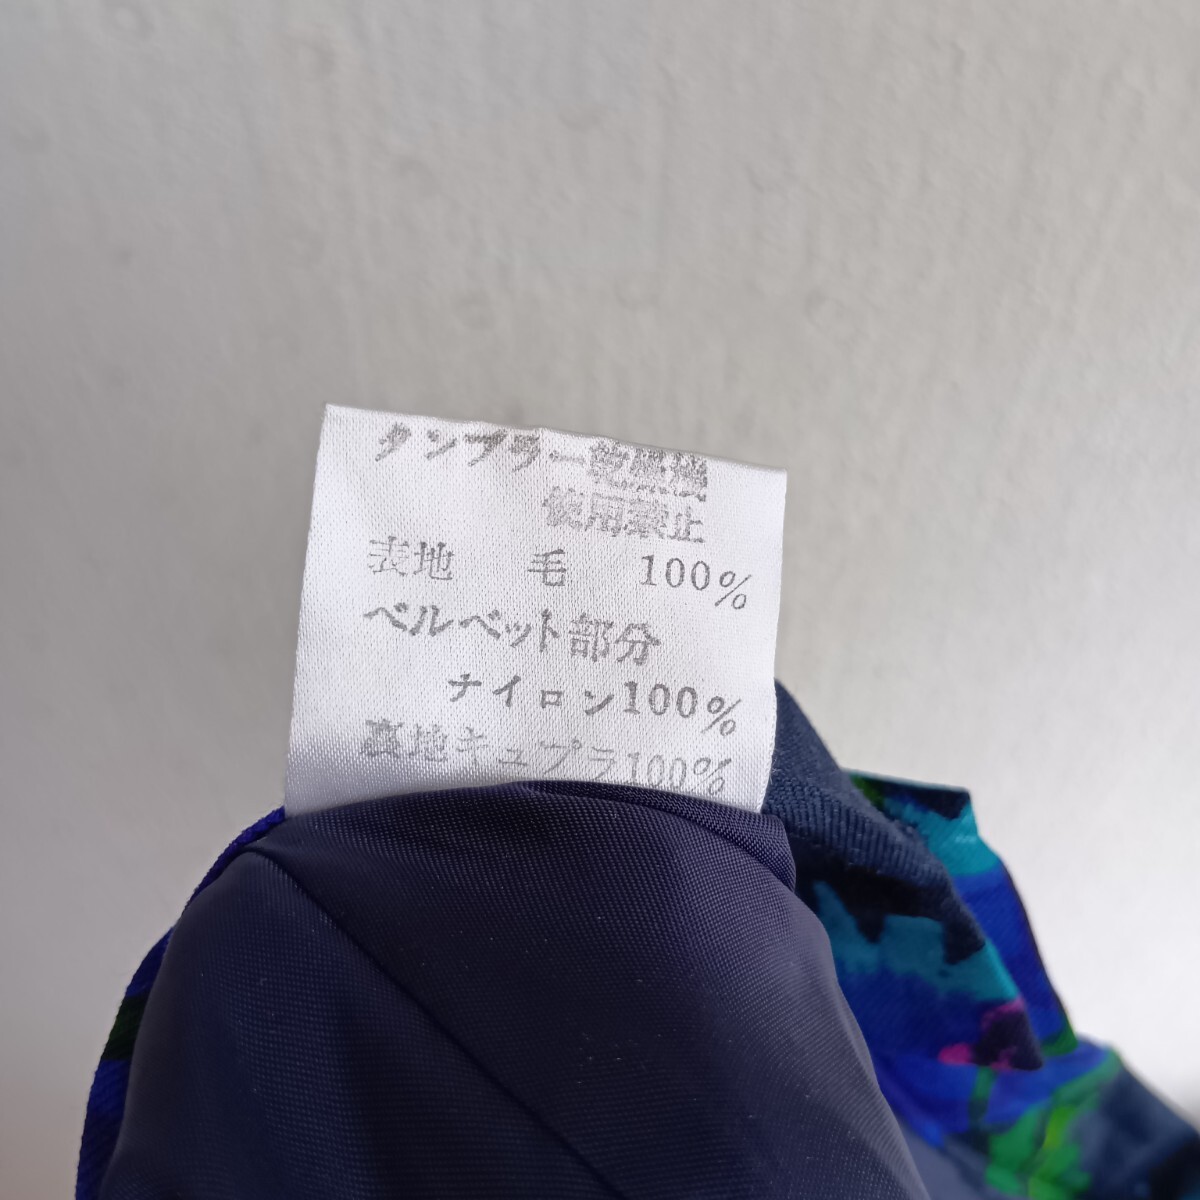 タンブラー乾燥機
使用禁止
表地 毛 100%
ベルベット部分
ナイロン100%
裏地キュプラ100%